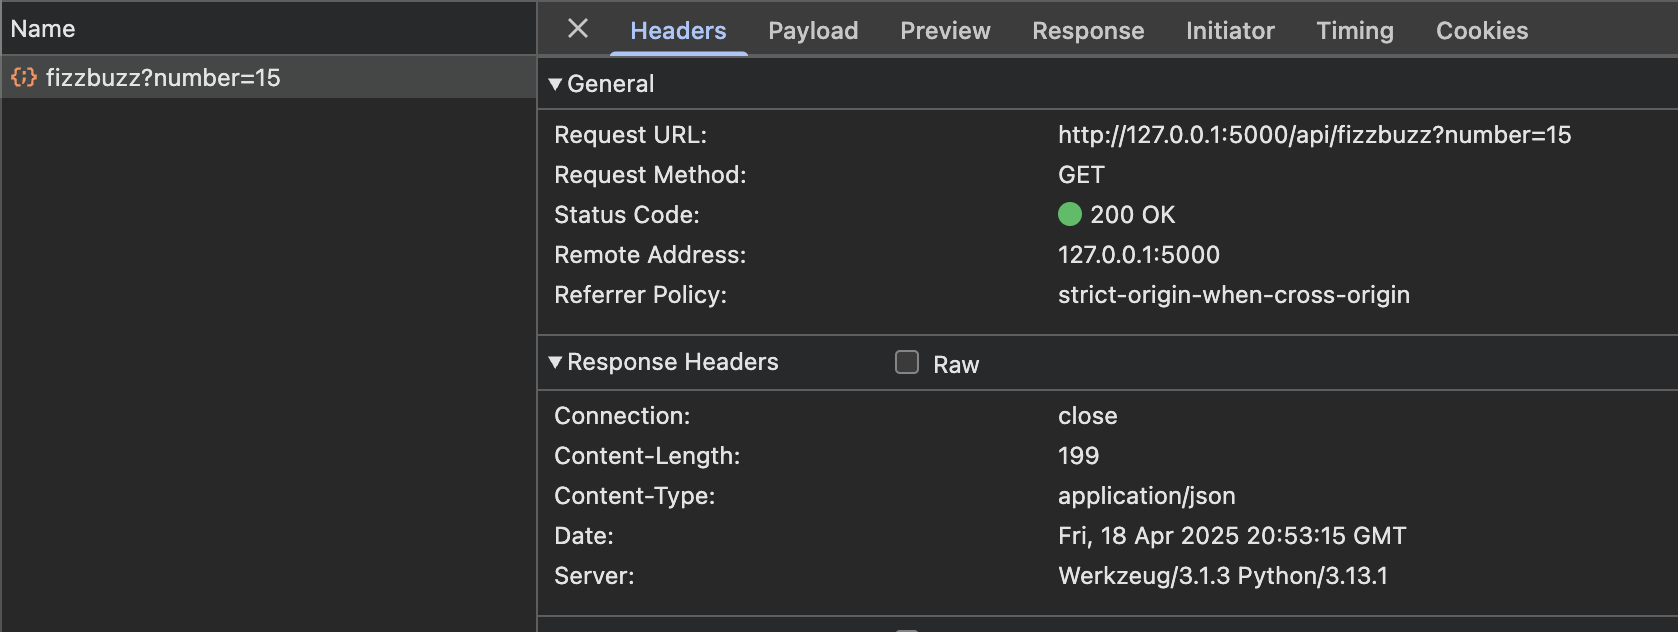 Name
Headers Payload Preview Response Initiator Timing Cookies
fizzbuzz?number=15
General
Request URL: http://127.0.0.1:5000/api/fizzbuzz?number=15
Request Method: GET
Status Code: 200 OK
Remote Address: 127.0.0.1:5000
Referrer Policy: strict-origin-when-cross-origin
Response Headers Raw
Connection: close
Content-Length: 199
Content-Type: application/json
Date: Fri, 18 Apr 2025 20:53:15 GMT
Server: Werkzeug/3.1.3 Python/3.13.1